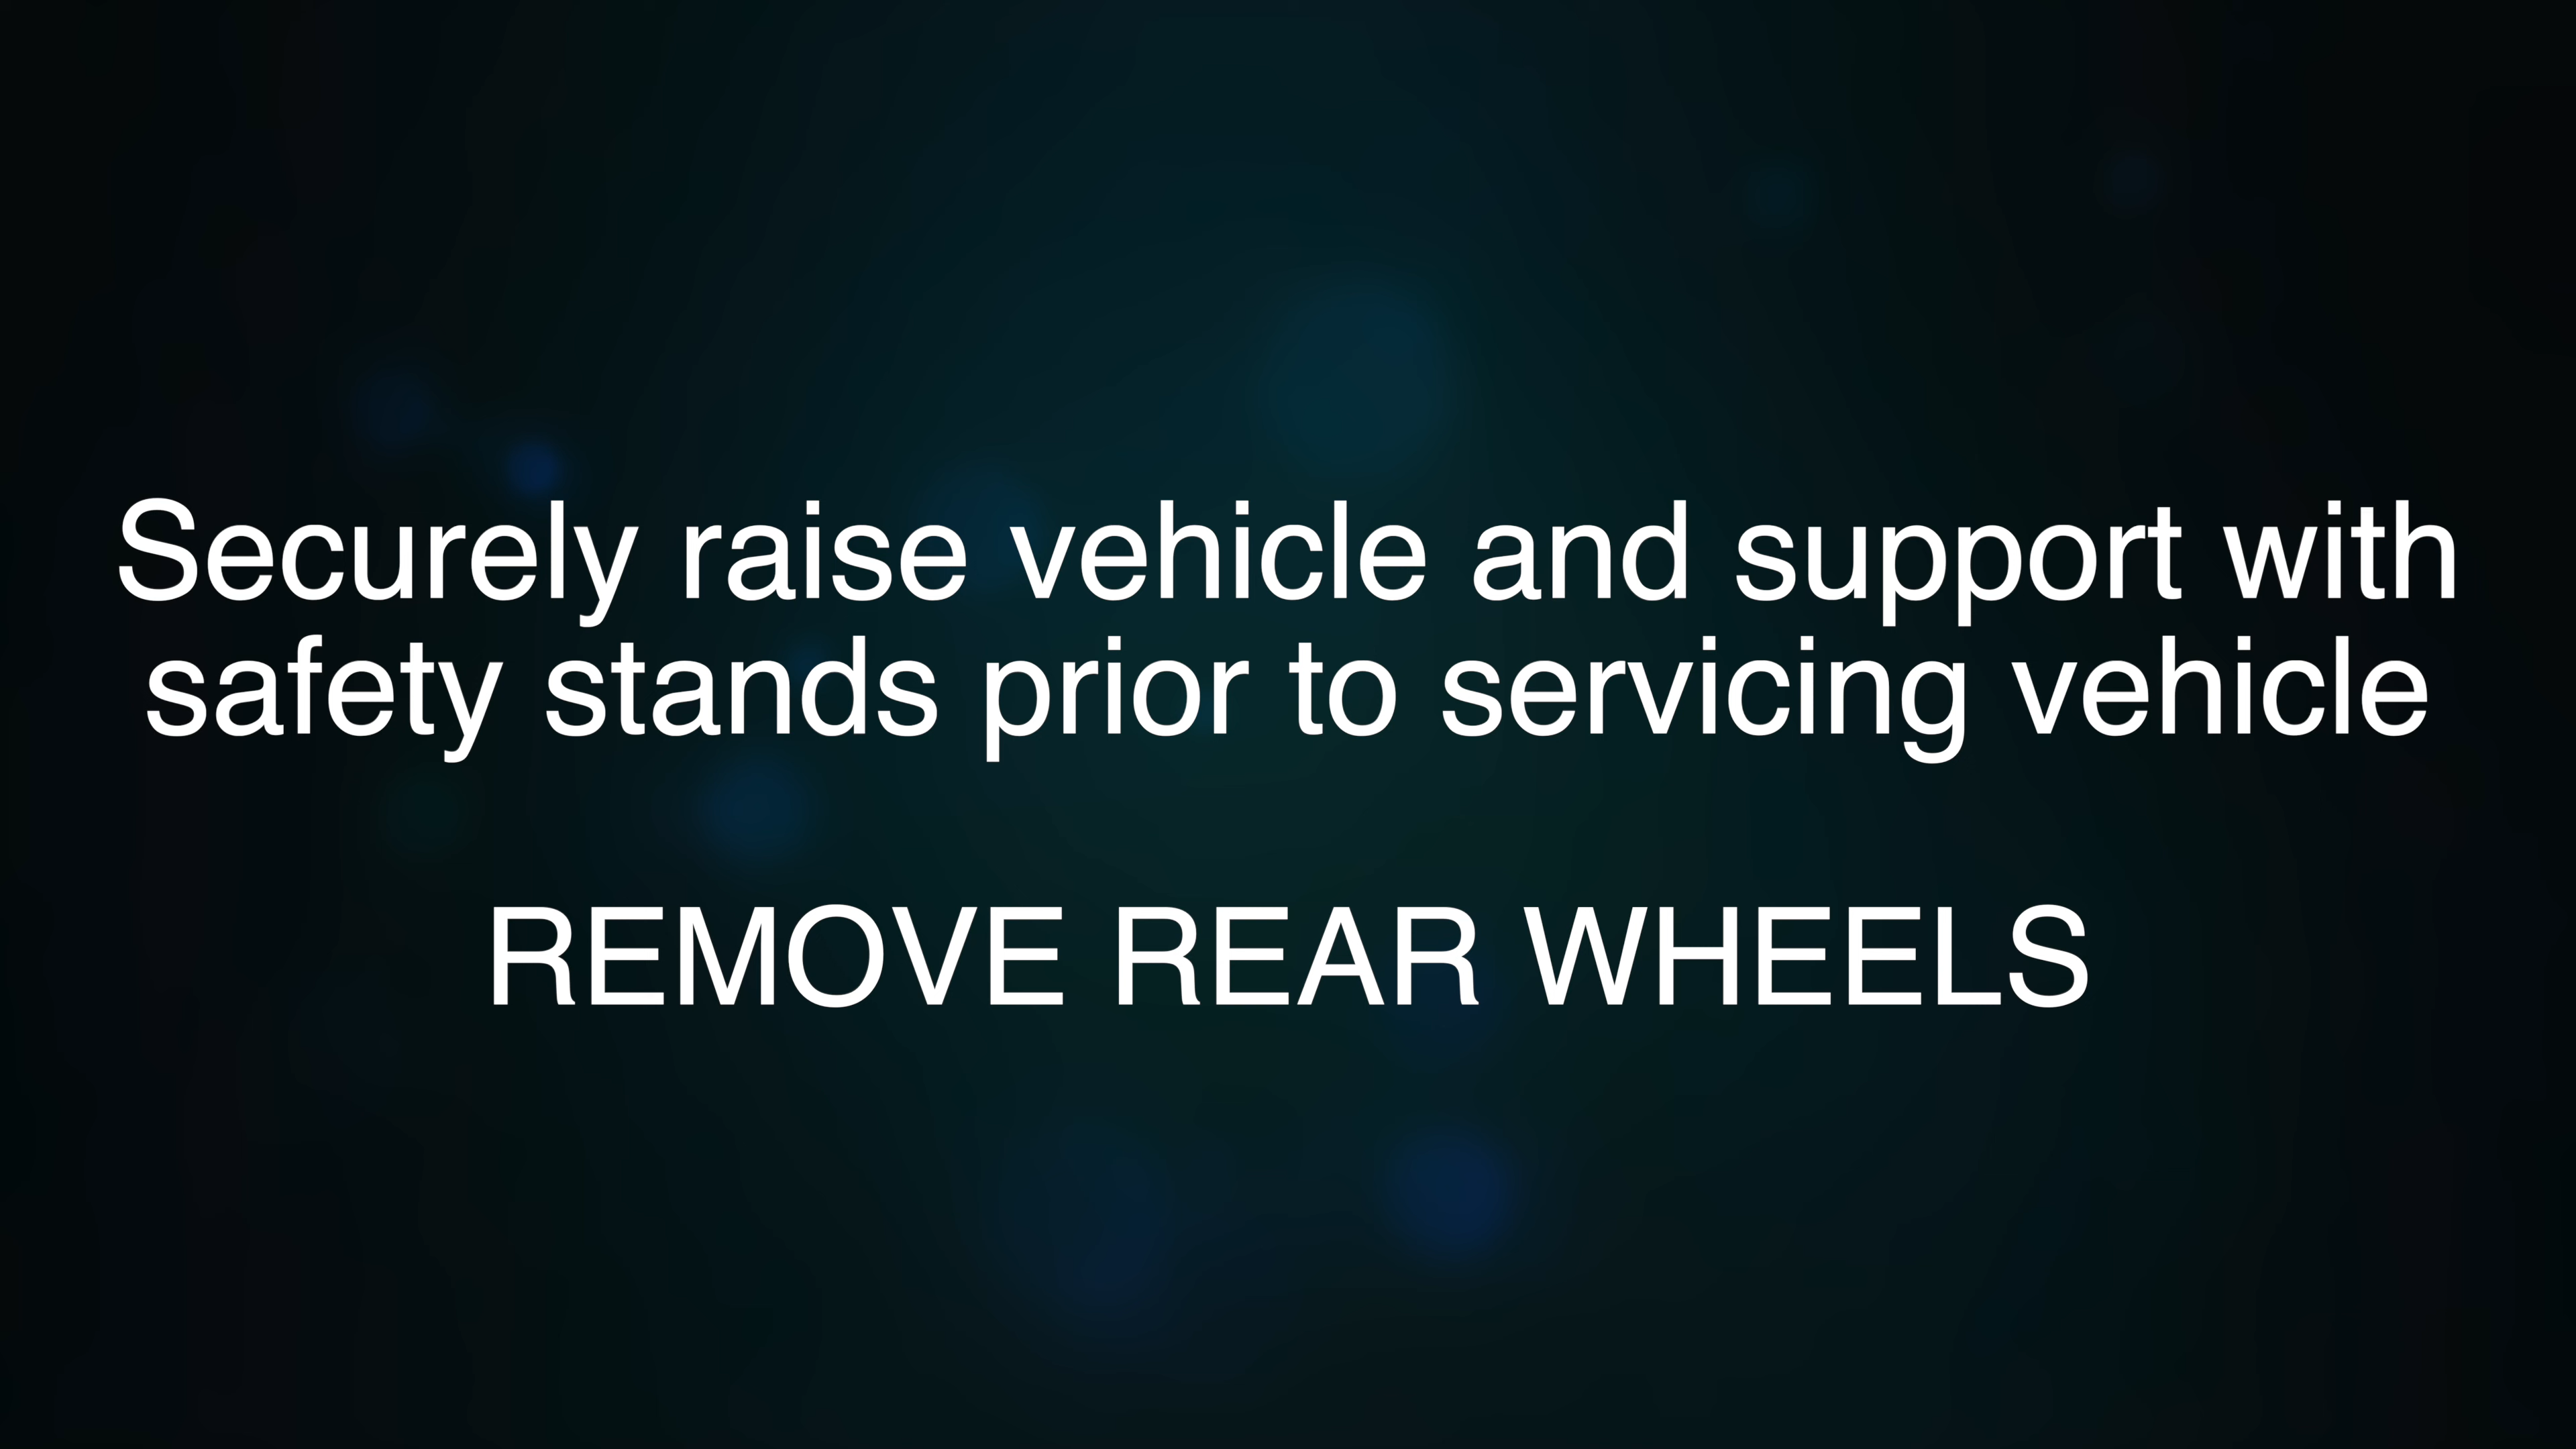 Securely raise vehicle and support with
safety stands prior to servicing vehicle
REMOVE REAR WHEELS